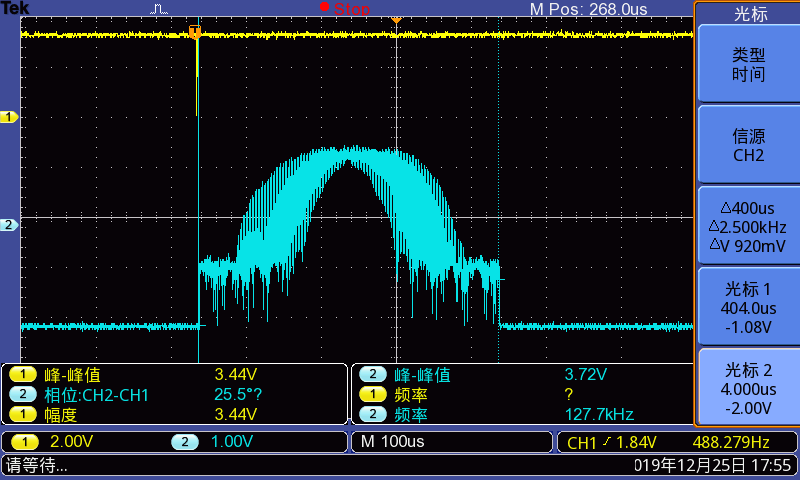 Tek
Stop
M Pos: 268.0us
光标
T
类型
时间
1
信源
CH2
2
△400us
△2.500kHz
△V 920mV
光标 1
404.0us
-1.08V
光标 2
4.000us
-2.00V
1 峰-峰值 3.44V
2 相位:CH2-CH1 25.5°?
1 幅度 3.44V
2 峰-峰值 3.72V
1 频率 ?
2 频率 127.7kHz
1 2.00V
2 1.00V
M 100us
CH1 1.84V
488.279Hz
请等待...
019年12月25日 17:55